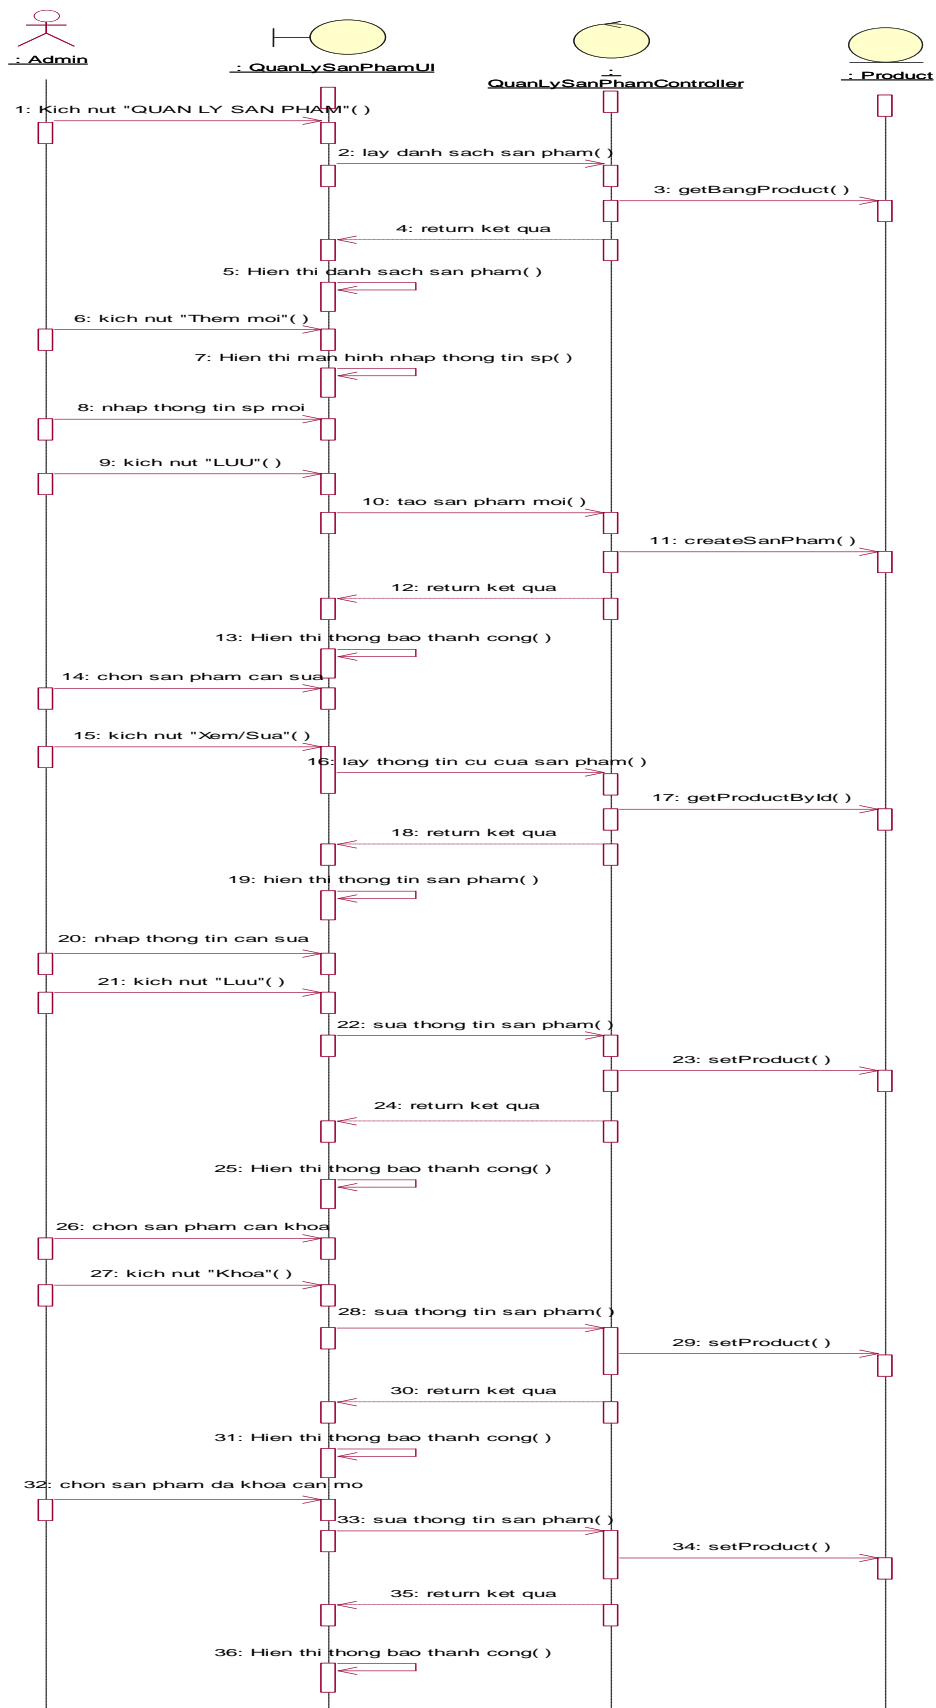 : Admin
: QuanLySanPhamUI
:
QuanLySanPhamController
: Product
1: Kich nut "QUAN LY SAN PHAM"( )
2: lay danh sach san pham( )
3: getBangProduct( )
4: return ket qua
5: Hien thi danh sach san pham( )
6: kich nut "Them moi"( )
7: Hien thi man hinh nhap thong tin sp( )
8: nhap thong tin sp moi
9: kich nut "LUU"( )
10: tao san pham moi( )
11: createSanPham( )
12: return ket qua
13: Hien thi thong bao thanh cong( )
14: chon san pham can sua
15: kich nut "Xem/Sua"( )
16: lay thong tin cu cua san pham( )
17: getProductById( )
18: return ket qua
19: hien thi thong tin san pham( )
20: nhap thong tin can sua
21: kich nut "Luu"( )
22: sua thong tin san pham( )
23: setProduct( )
24: return ket qua
25: Hien thi thong bao thanh cong( )
26: chon san pham can khoa
27: kich nut "Khoa"( )
28: sua thong tin san pham( )
29: setProduct( )
30: return ket qua
31: Hien thi thong bao thanh cong( )
32: chon san pham da khoa can mo
33: sua thong tin san pham( )
34: setProduct( )
35: return ket qua
36: Hien thi thong bao thanh cong( )